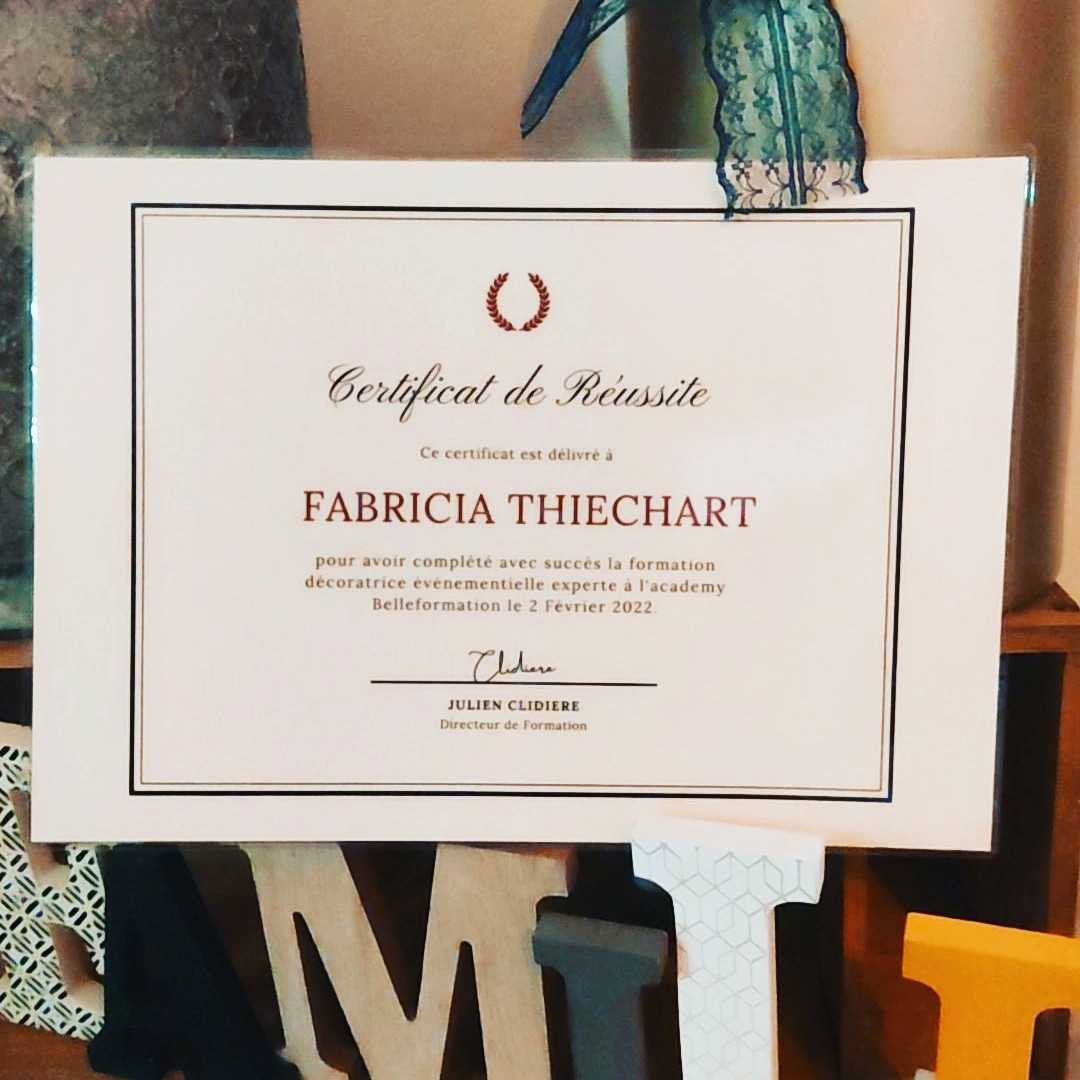 Certificat de Réussite
Ce certificat est délivré à
FABRICIA THIECHART
pour avoir complété avec succès la formation
décoratrice événementielle experte à l'academy
Belleformation le 2 Février 2022.
Clidiere
JULIEN CLIDIERE
Directeur de Formation
FAMILI